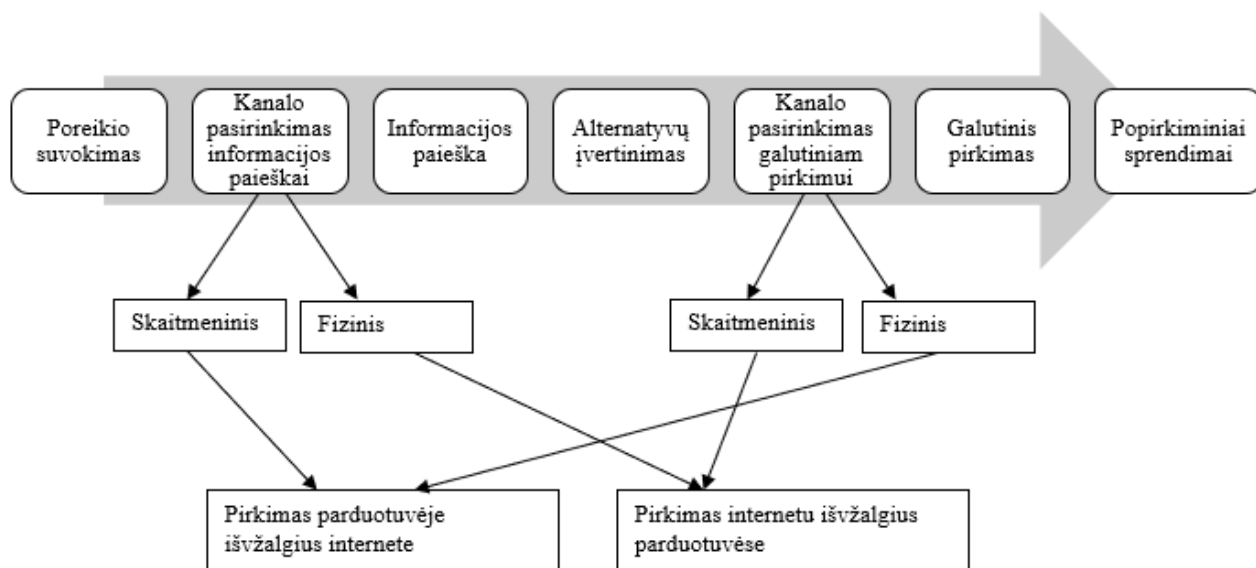 Poreikio
suvokimas
Kanalo
pasirinkimas
informacijos
paieškai
Informacijos
paieška
Alternatyvų
įvertinimas
Kanalo
pasirinkimas
galutiniam
pirkimui
Galutinis
pirkimas
Popirkiminiai
sprendimai
Skaitmeninis
Fizinis
Skaitmeninis
Fizinis
Pirkimas parduotuvėje
išvžalgius internete
Pirkimas internetu išvžalgius
parduotuvėse